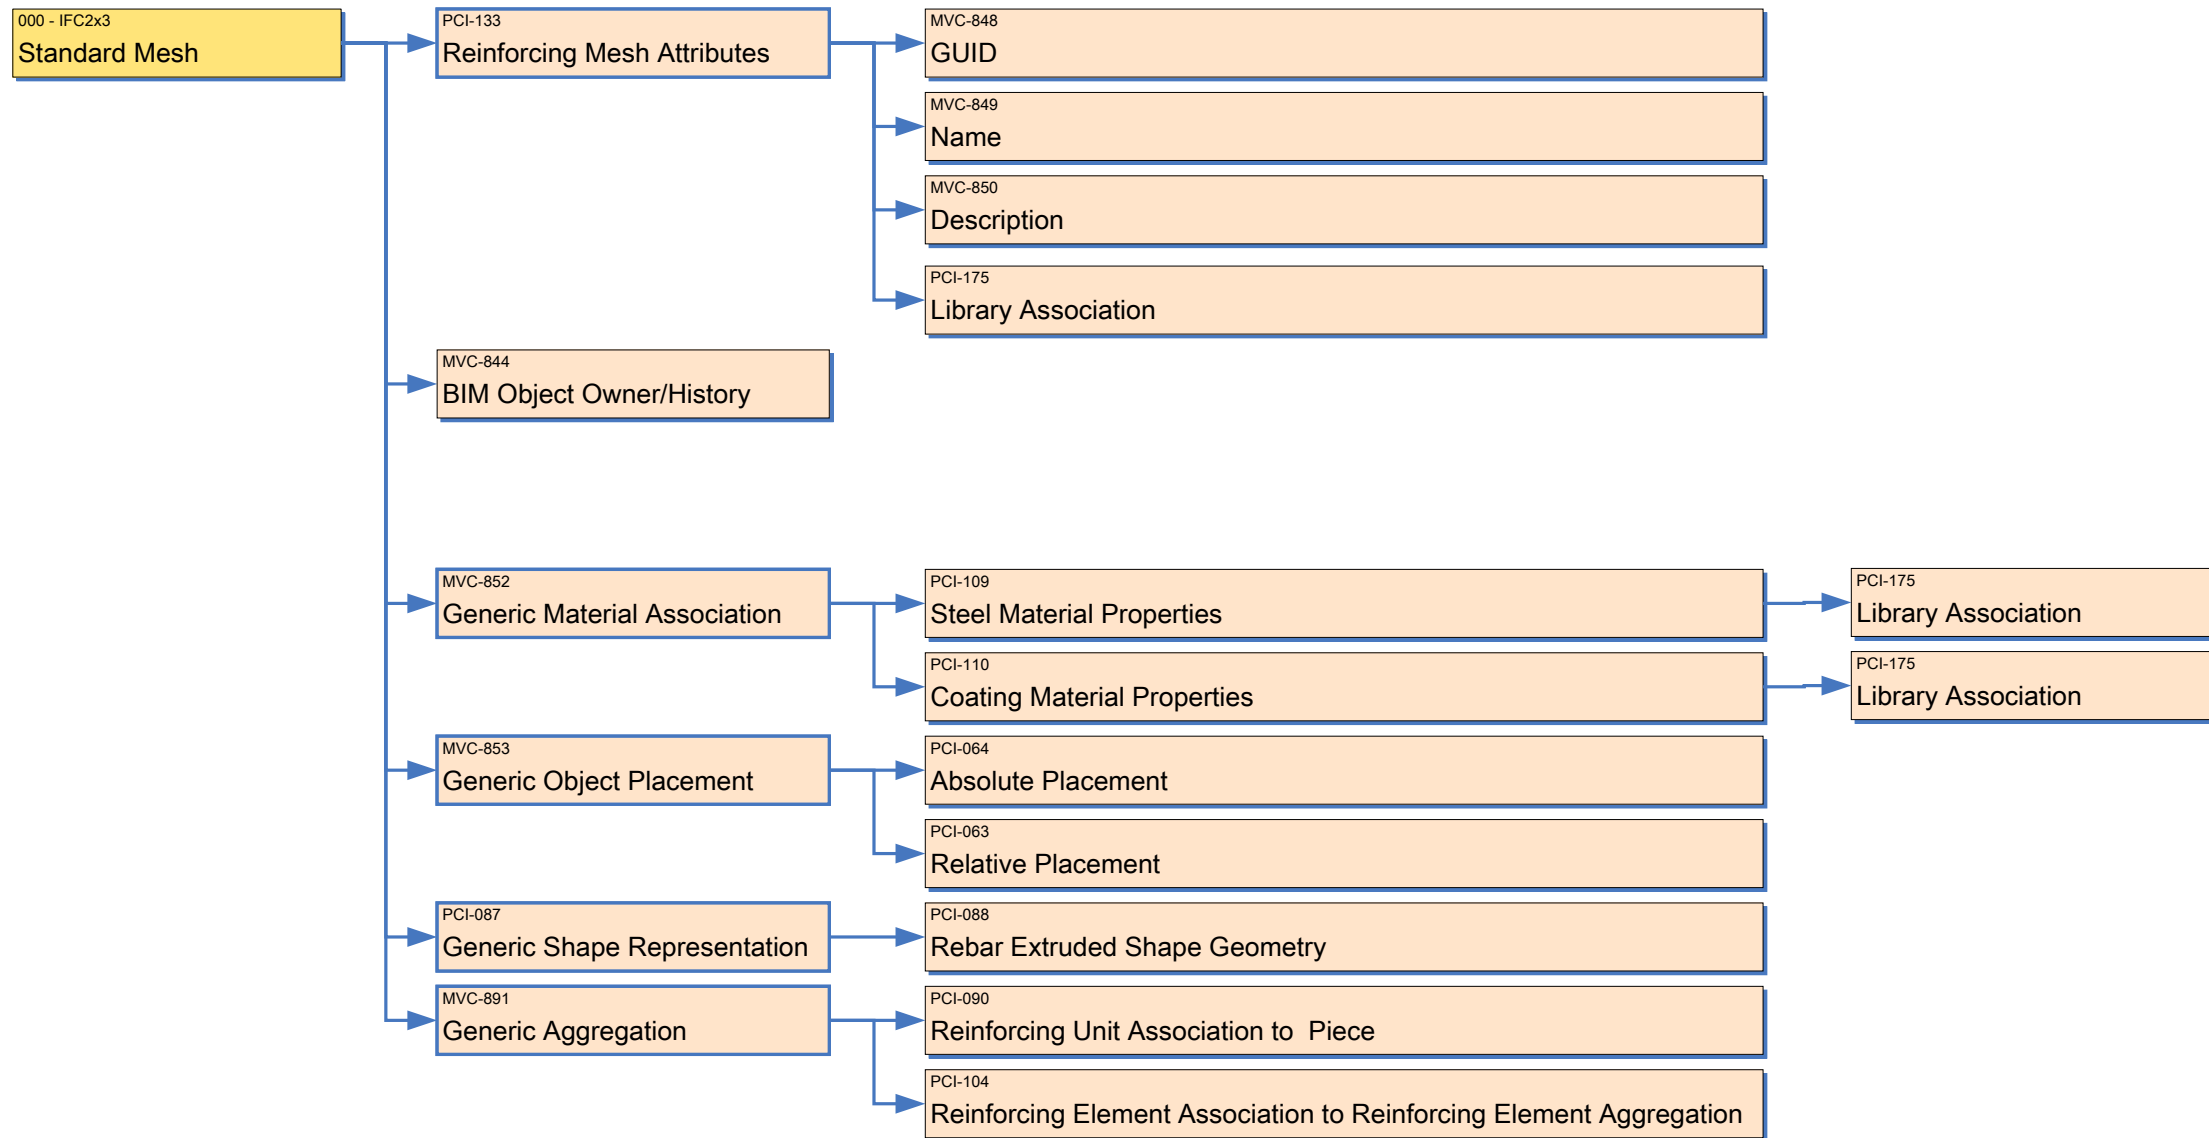 000 - IFC2x3
Standard Mesh
PCI-133
Reinforcing Mesh Attributes
MVC-848
GUID
MVC-849
Name
MVC-850
Description
PCI-175
Library Association
MVC-844
BIM Object Owner/History
MVC-852
Generic Material Association
PCI-109
Steel Material Properties
PCI-175
Library Association
PCI-110
Coating Material Properties
PCI-175
Library Association
MVC-853
Generic Object Placement
PCI-064
Absolute Placement
PCI-063
Relative Placement
PCI-087
Generic Shape Representation
PCI-088
Rebar Extruded Shape Geometry
MVC-891
Generic Aggregation
PCI-090
Reinforcing Unit Association to  Piece
PCI-104
Reinforcing Element Association to Reinforcing Element Aggregation